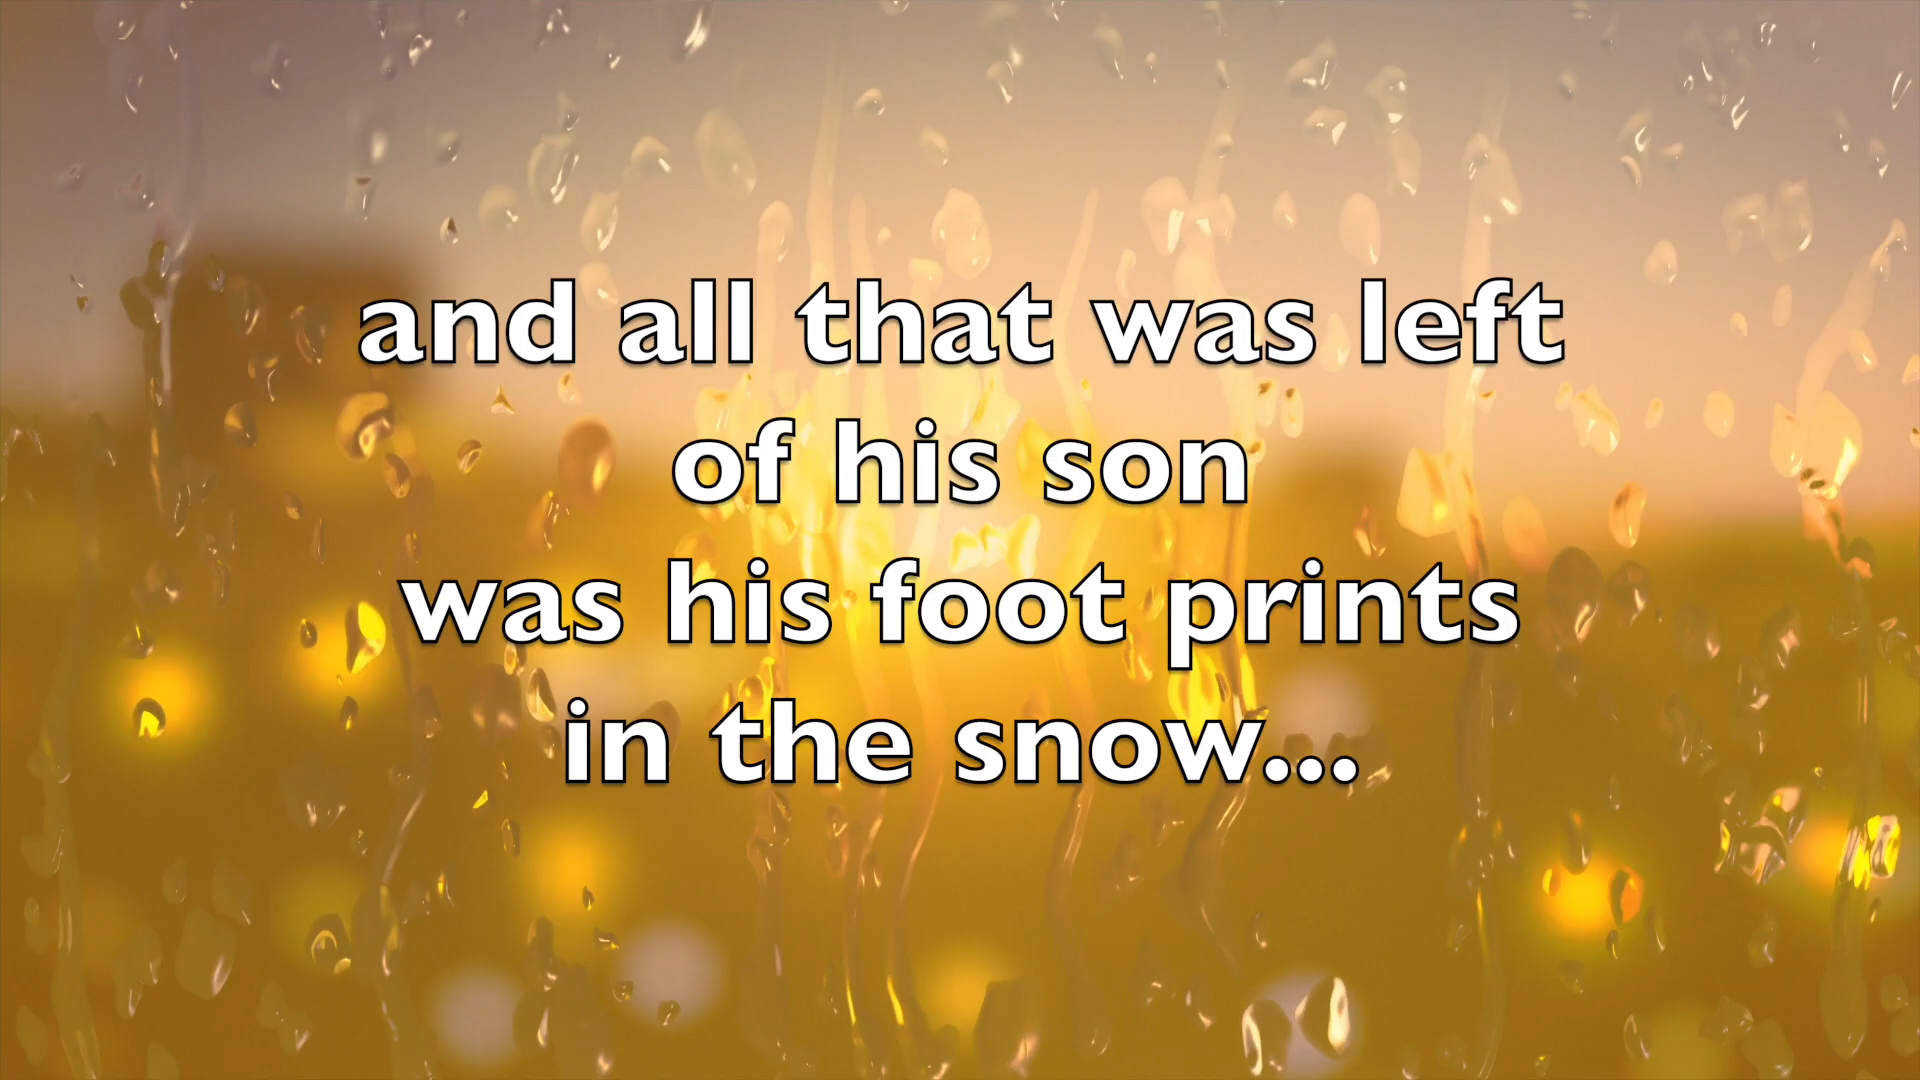 and all that was left
of his son
was his foot prints
in the snow...